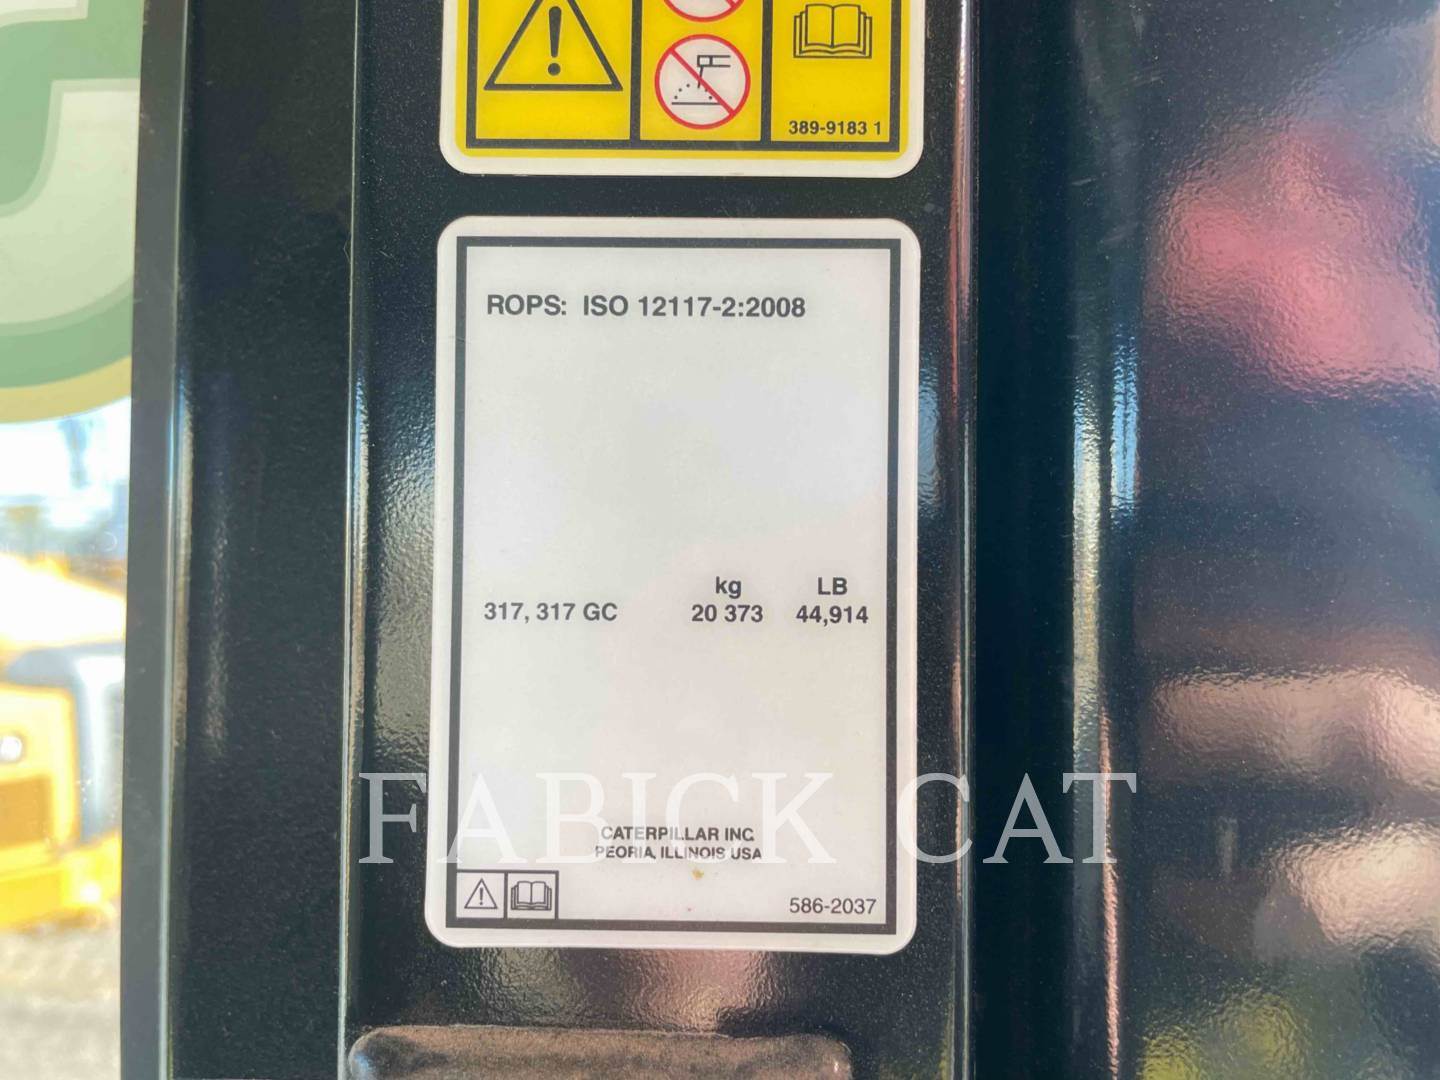 389-9183 1
ROPS: ISO 12117-2:2008
kg LB
317, 317 GC 20 373 44,914
FABICK CAT
CATERPILLAR INC
PEORIA, ILLINOIS USA
586-2037